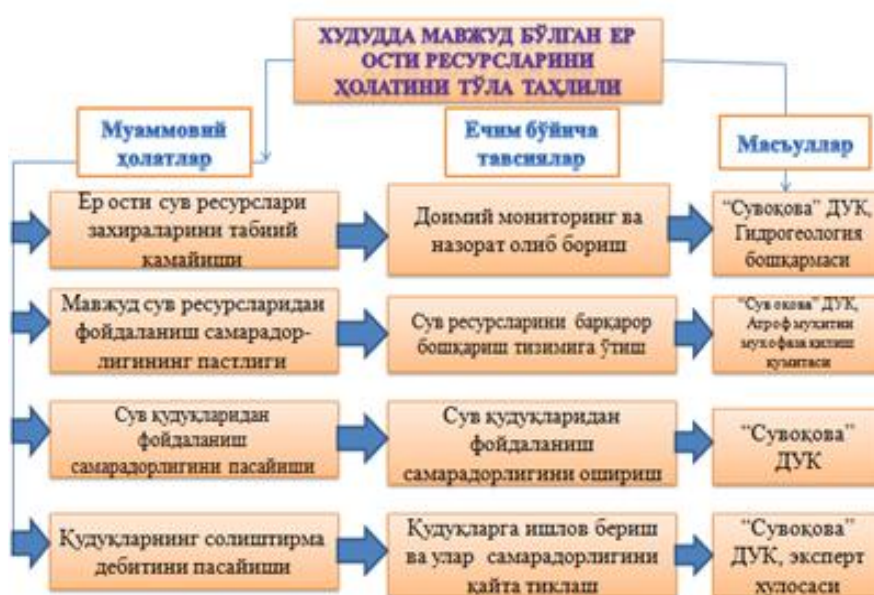 ХУДУДДА МАВЖУД БЎЛГАН ЕР
ОСТИ РЕСУРСЛАРИНИ
ҲОЛАТИНИ ТЎЛА ТАҲЛИЛИ
Муаммовий
ҳолатлар
Ечим бўйича
тавсиялар
Масъуллар
Ер ости сув ресурслари
захираларини табиий
камайиши
Доимий мониторинг ва
назорат олиб бориш
“Сувоқова” ДУК,
Гидрогеология
бошқармаси
Мавжуд сув ресурсларидан
фойдаланиш самарадор-
лигининг пастлиги
Сув ресурсларини барқарор
бошқариш тизимига ўтиш
“Сув окова” ДУК,
Атроф муҳитни
мухофаза қилиш
қумитаси
Сув қудуқларидан
фойдаланиш
самарадорлигини пасайиши
Сув қудуқларидан
фойдаланиш
самарадорлигини ошириш
“Сувоқова”
ДУК
Қудуқларнинг солиштирма
дебитини пасайиши
Қудуқларга ишлов бериш
ва улар самарадорлигини
қайта тиклаш
“Сувоқова”
ДУК, эксперт
хулосаси